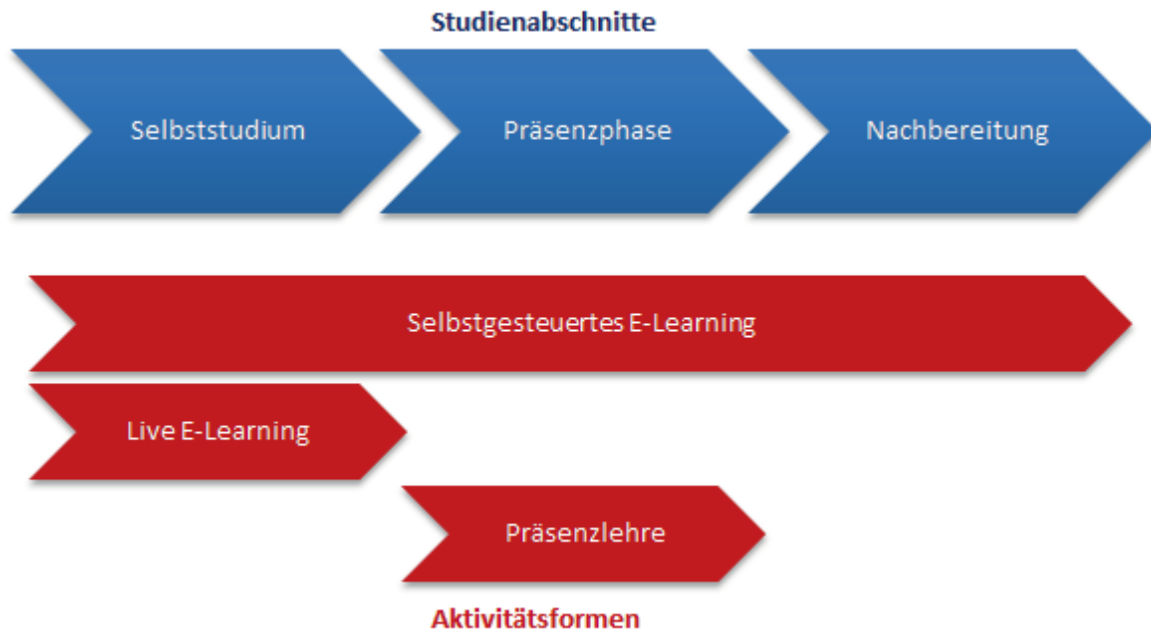 Studienabschnitte
Selbststudium
Präsenzphase
Nachbereitung
Selbstgesteuertes E-Learning
Live E-Learning
Präsenzlehre
Aktivitätsformen